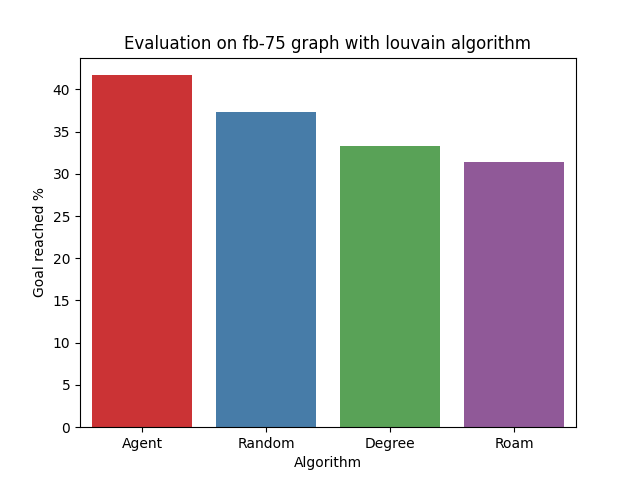 Evaluation on fb-75 graph with louvain algorithm
Goal reached %
40
35
30
25
20
15
10
5
0
Agent
Random
Degree
Roam
Algorithm